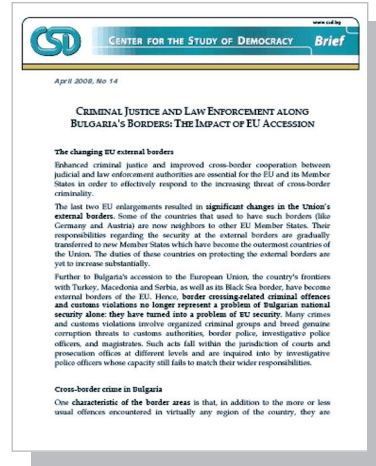 www.csd.bg
CSD
CENTER FOR THE STUDY OF DEMOCRACY Brief
April 2008, No 14
CRIMINAL JUSTICE AND LAW ENFORCEMENT ALONG
BULGARIA'S BORDERS: THE IMPACT OF EU ACCESSION
The changing EU external borders
Enhanced criminal justice and improved cross-border cooperation between
judicial and law enforcement authorities are essential for the EU and its Member
States in order to effectively respond to the increasing threat of cross-border
criminality.
The last two EU enlargements resulted in significant changes in the Union's
external borders. Some of the countries that used to have such borders (like
Germany and Austria) are now neighbors to other EU Member States. Their
responsibilities regarding the security at the external borders are gradually
transferred to new Member States which have become the outermost countries of
the Union. The duties of these countries on protecting the external borders are
yet to increase substantially.
Further to Bulgaria's accession to the European Union, the country's frontiers
with Turkey, Macedonia and Serbia, as well as its Black Sea border, have become
external borders of the EU. Hence, border crossing-related criminal offences
and customs violations no longer represent a problem of Bulgarian national
security alone: they have turned into a problem of EU security. Many crimes
and customs violations involve organized criminal groups and breed genuine
corruption threats to customs authorities, border police, investigative police
officers, and magistrates. Such acts fall within the jurisdiction of courts and
prosecution offices at different levels and are inquired into by investigative
police officers whose capacity still fails to match their wider responsibilities.
Cross-border crime in Bulgaria
One characteristic of the border areas is that, in addition to the more or less
usual offences encountered in virtually any region of the country, they are